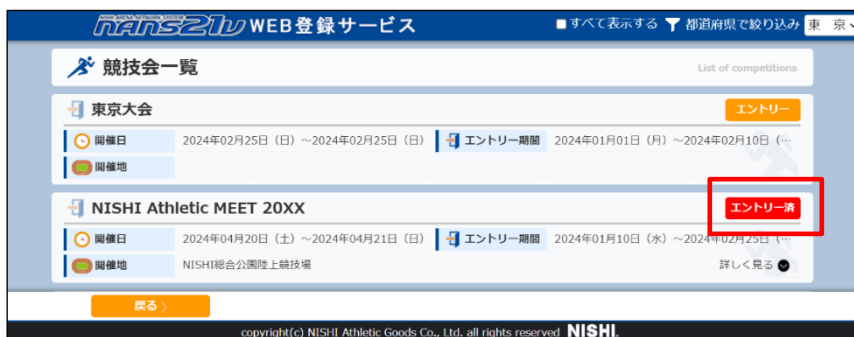 NISHI ARENA NETWORK SYSTEM
nans21V WEB登録サービス
■すべて表示する 都道府県で絞り込み 東 京
競技会一覧 List of competitions
東京大会 エントリー
開催日 2024年02月25日（日）～2024年02月25日（日） エントリー期間 2024年01月01日（月）～2024年02月10日（…
開催地
NISHI Athletic MEET 20XX エントリー済
開催日 2024年04月20日（土）～2024年04月21日（日） エントリー期間 2024年01月10日（水）～2024年02月25日（…
開催地 NISHI総合公園陸上競技場 詳しく見る
戻る 〉
copyright(c) NISHI Athletic Goods Co., Ltd. all rights reserved NISHI.